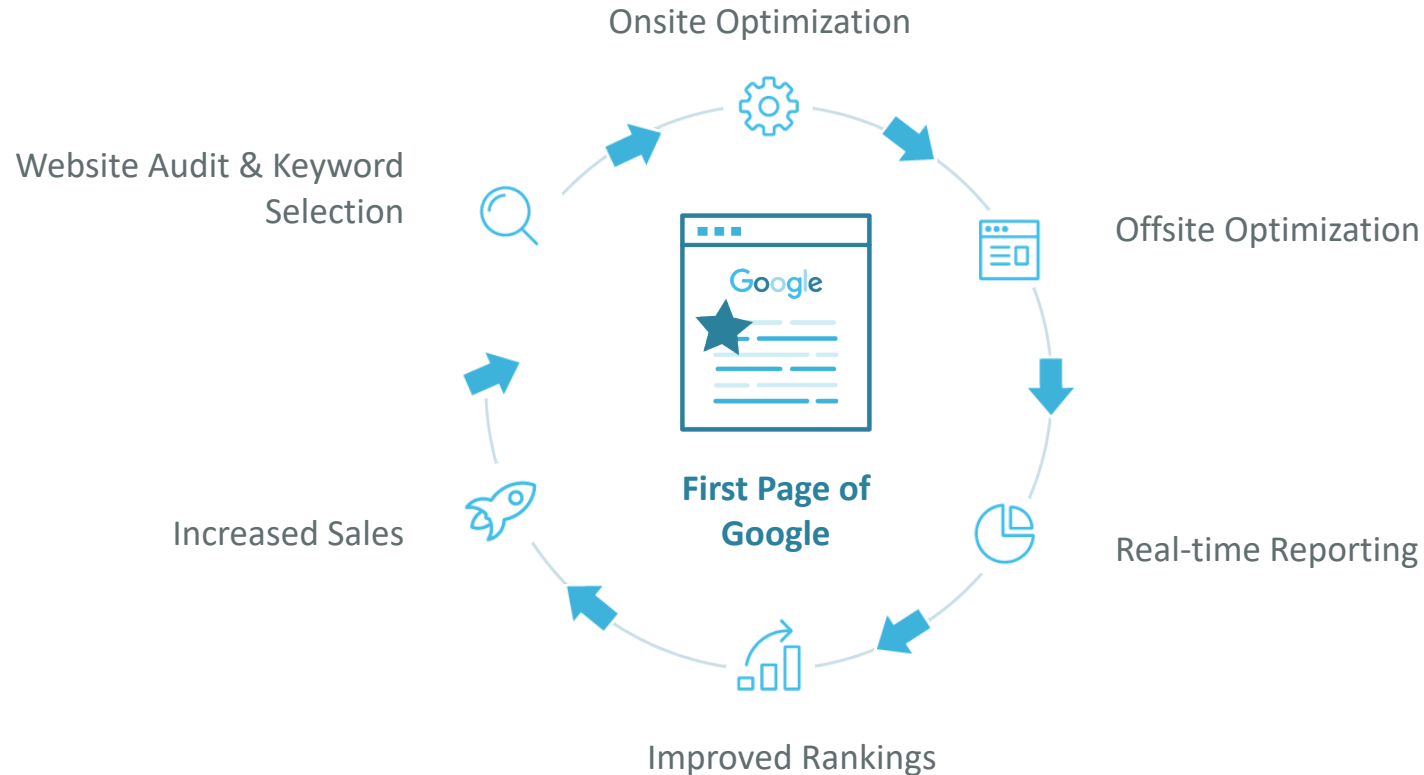 Onsite Optimization
Website Audit & Keyword
Selection
Offsite Optimization
Google
First Page of
Google
Increased Sales
Real-time Reporting
Improved Rankings